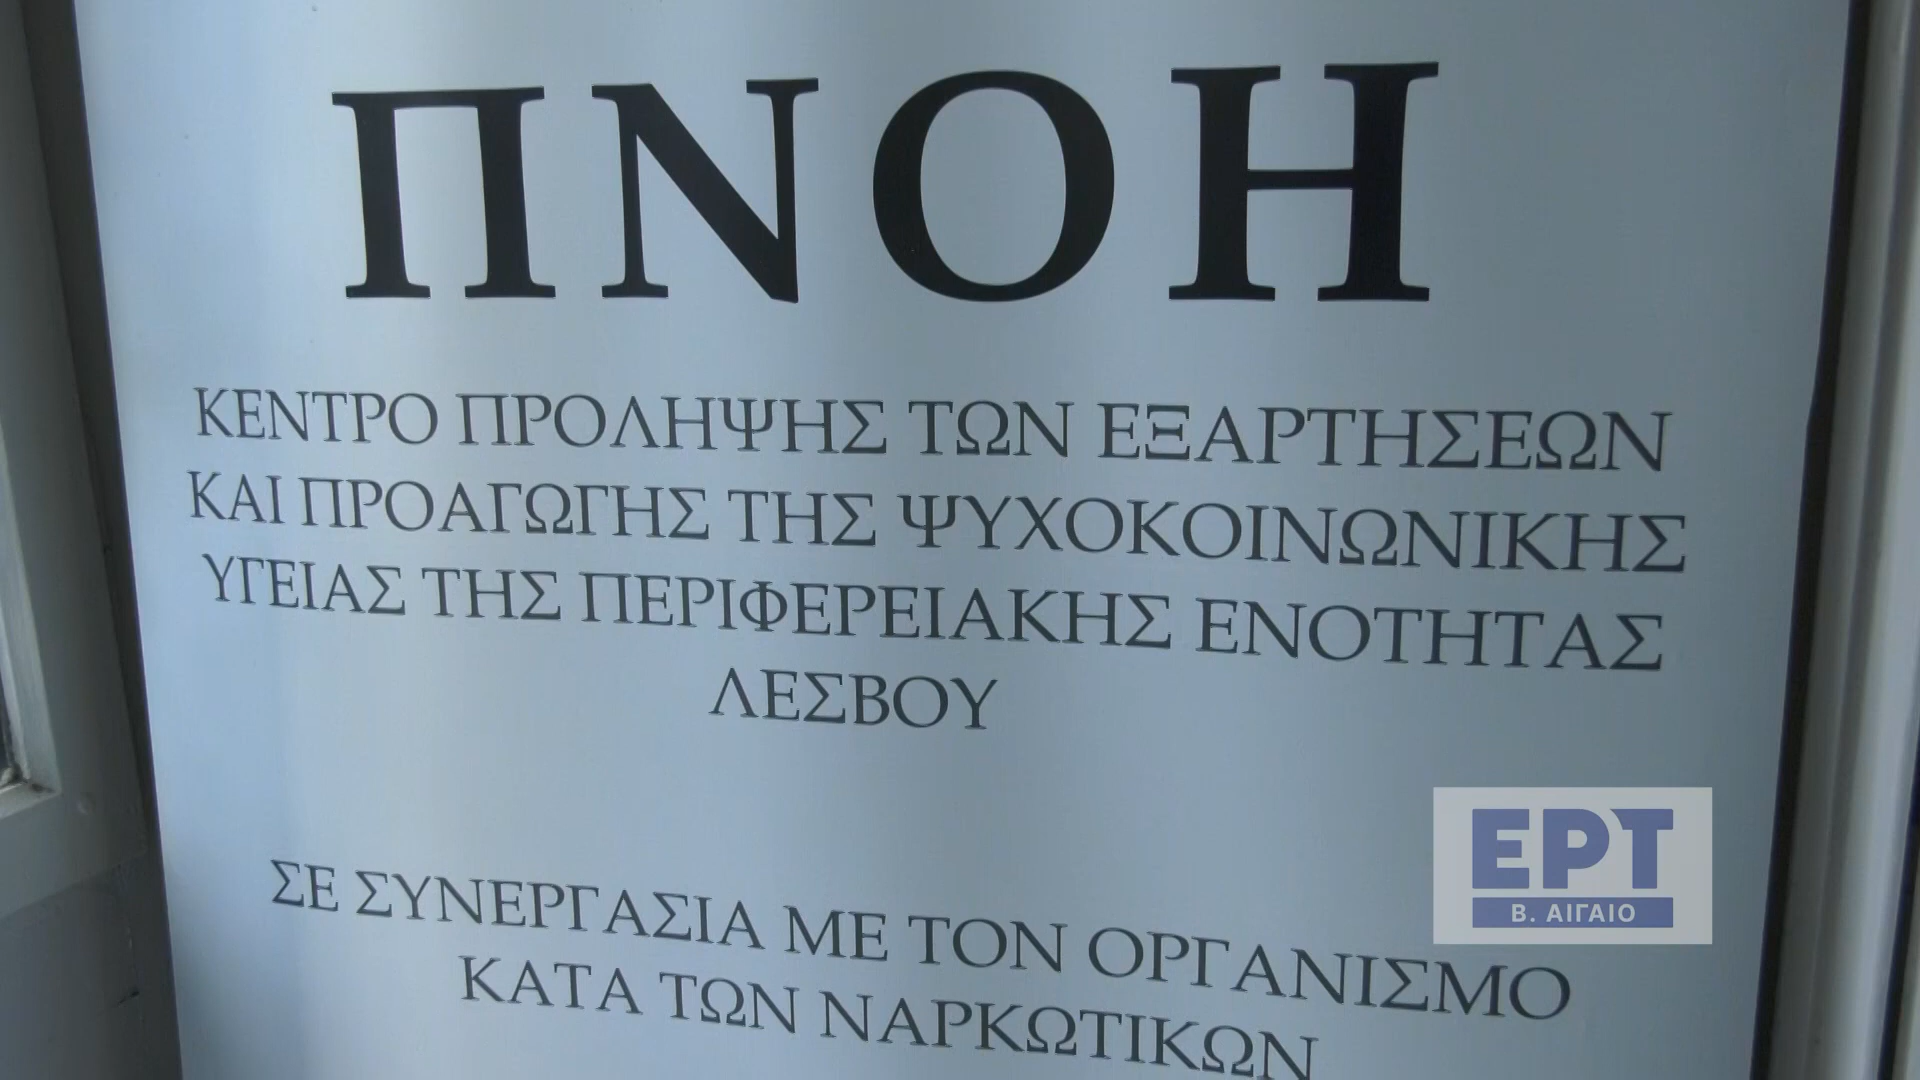 ΠΝΟΗ
ΚΕΝΤΡΟ ΠΡΟΛΗΨΗΣ ΤΩΝ ΕΞΑΡΤΗΣΕΩΝ
ΚΑΙ ΠΡΟΑΓΩΓΗΣ ΤΗΣ ΨΥΧΟΚΟΙΝΩΝΙΚΗΣ
ΥΓΕΙΑΣ ΤΗΣ ΠΕΡΙΦΕΡΕΙΑΚΗΣ ΕΝΟΤΗΤΑΣ
ΛΕΣΒΟΥ
ΣΕ ΣΥΝΕΡΓΑΣΙΑ ΜΕ ΤΟΝ ΟΡΓΑΝΙΣΜΟ
ΚΑΤΑ ΤΩΝ ΝΑΡΚΩΤΙΚΩΝ
ΕΡΤ
Β. ΑΙΓΑΙΟ